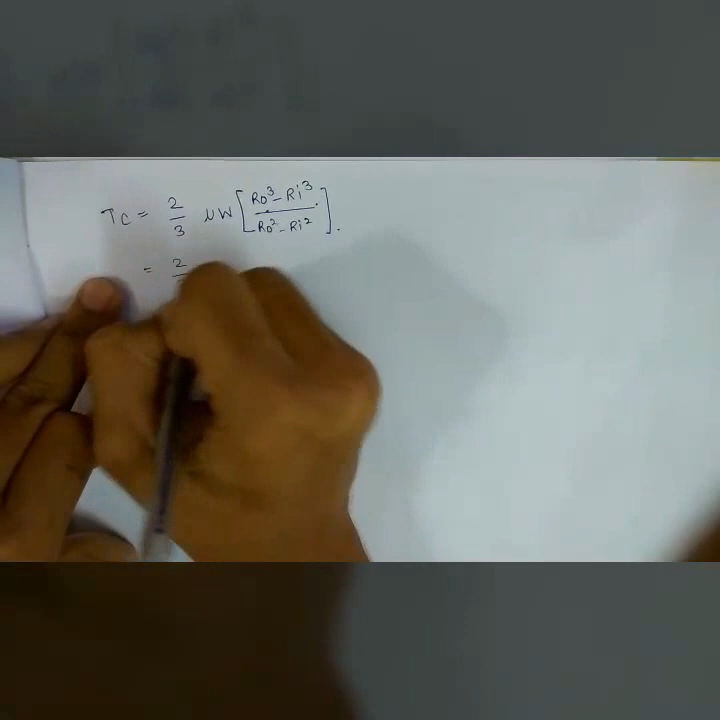 Tc = 2/3 μW [Ro³ - Ri³ / Ro² - Ri²].
= 2